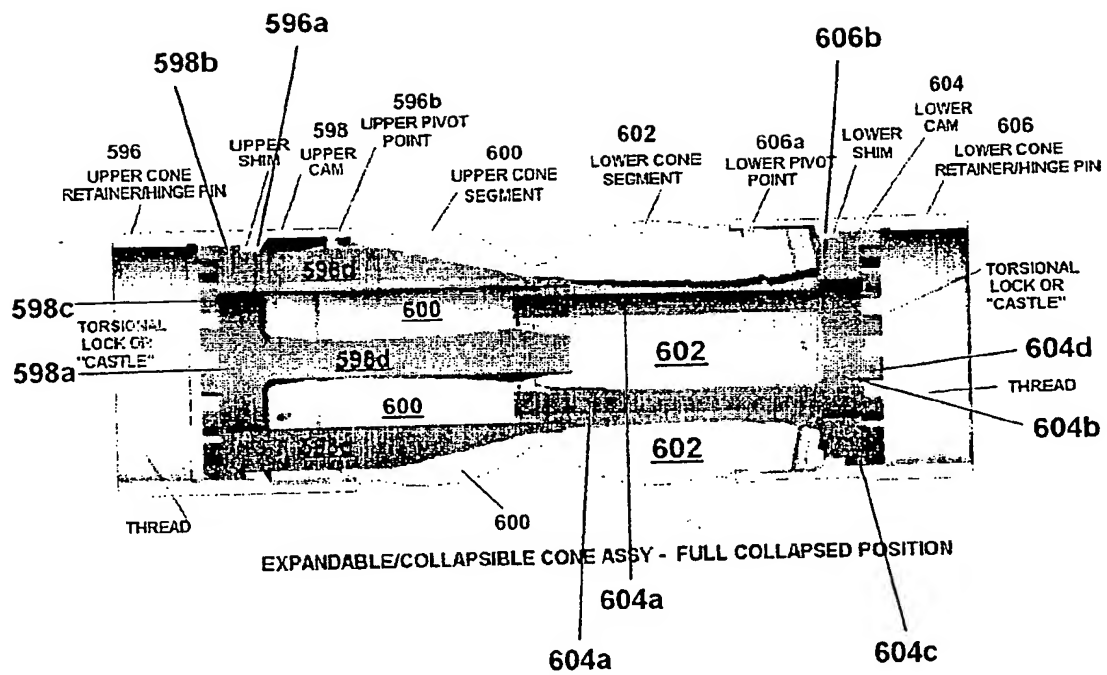 596a
606b
598b
596b
UPPER PIVOT
POINT
604
LOWER
CAM
598
UPPER
CAM
UPPER
SHIM
602
LOWER CONE
SEGMENT
606a
LOWER PIVOT
POINT
LOWER
SHIM
606
LOWER CONE
RETAINER/HINGE PIN
596
UPPER CONE
RETAINER/HINGE PIN
600
UPPER CONE
SEGMENT
598d
TORSIONAL
LOCK OR
"CASTLE"
598c
TORSIONAL
LOCK OR
"CASTLE"
600
598a
598d
602
604d
THREAD
600
604b
598d
602
THREAD
600
EXPANDABLE/COLLAPSIBLE CONE ASSY - FULL COLLAPSED POSITION
604a
604a
604c